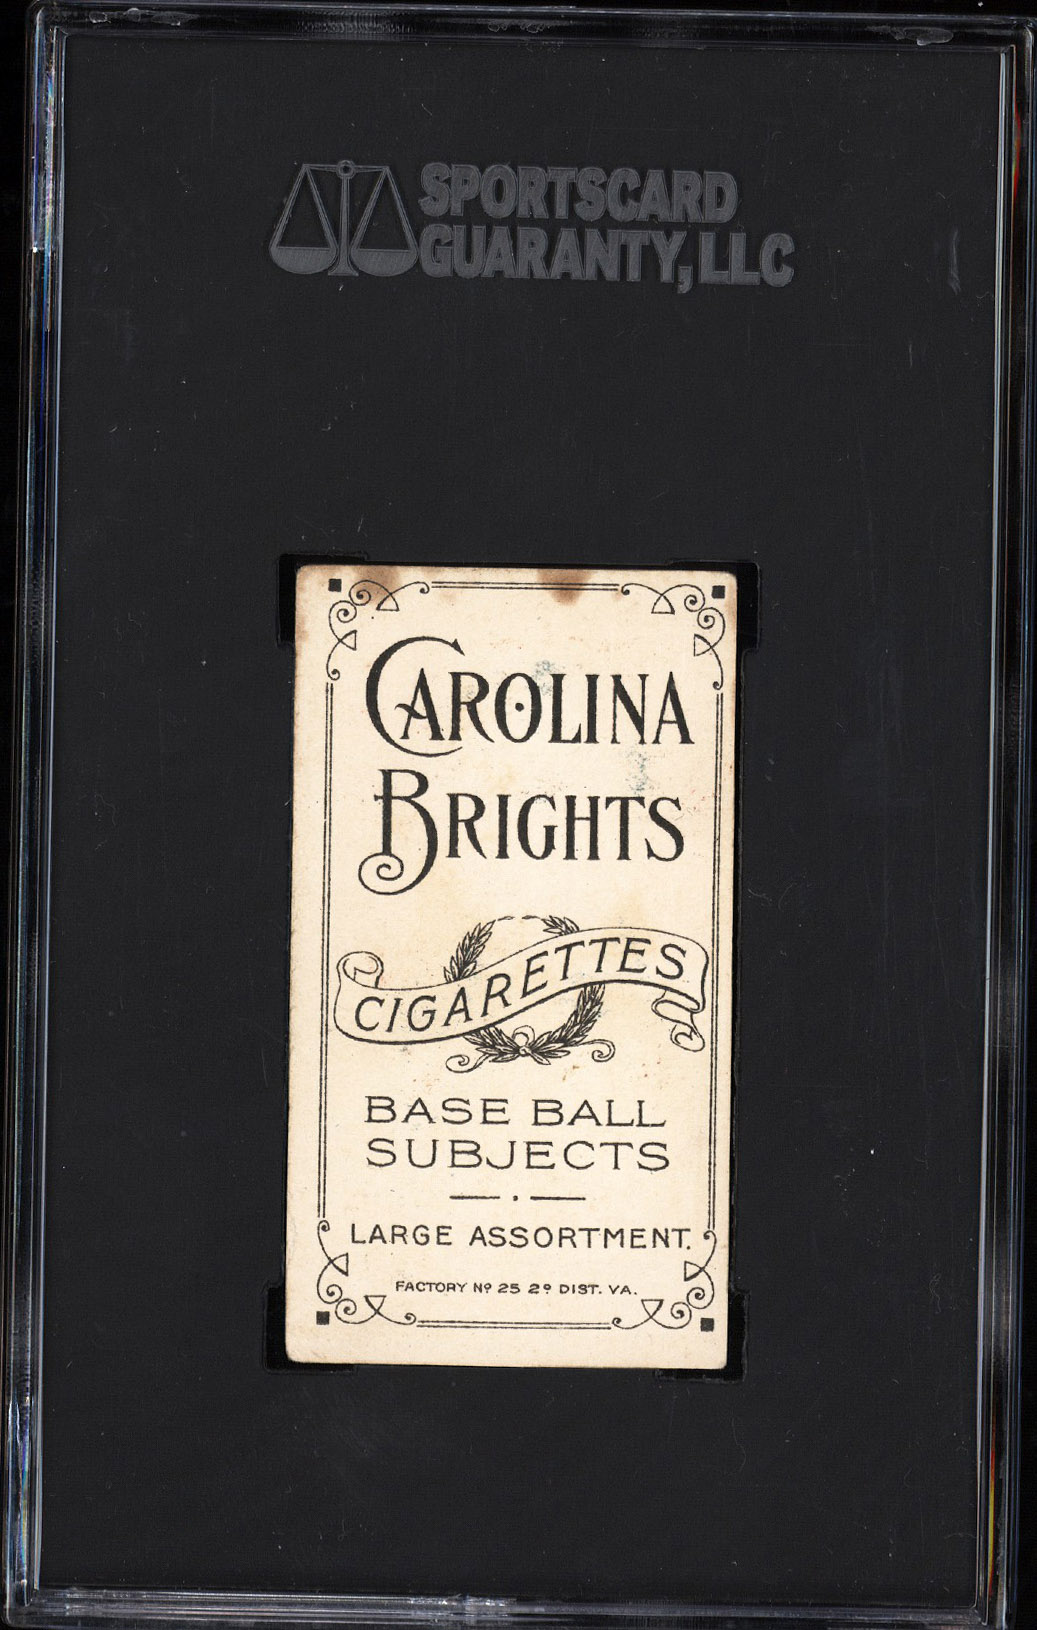 SPORTSCARD
GUARANTY, LLC
CAROLINA
BRIGHTS
CIGARETTES
BASE BALL
SUBJECTS
LARGE ASSORTMENT.
FACTORY Nº 25 2º DIST. VA.